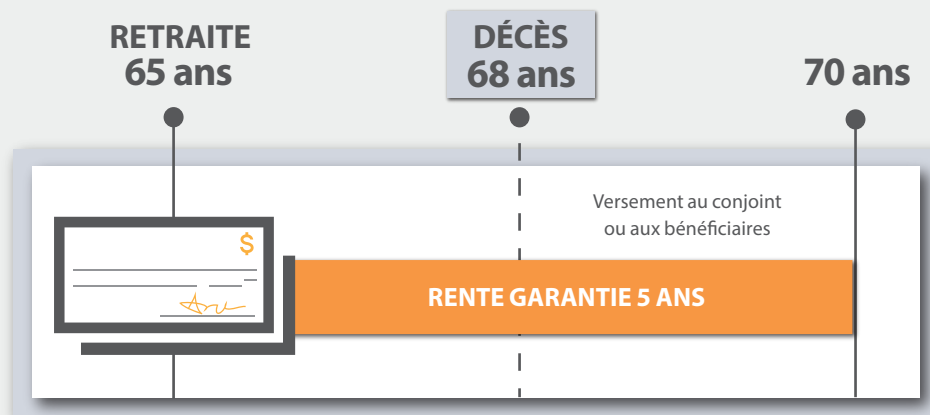 RETRAITE
65 ans
DÉCÈS
68 ans
70 ans
Versement au conjoint
ou aux bénéficiaires
$
RENTE GARANTIE 5 ANS